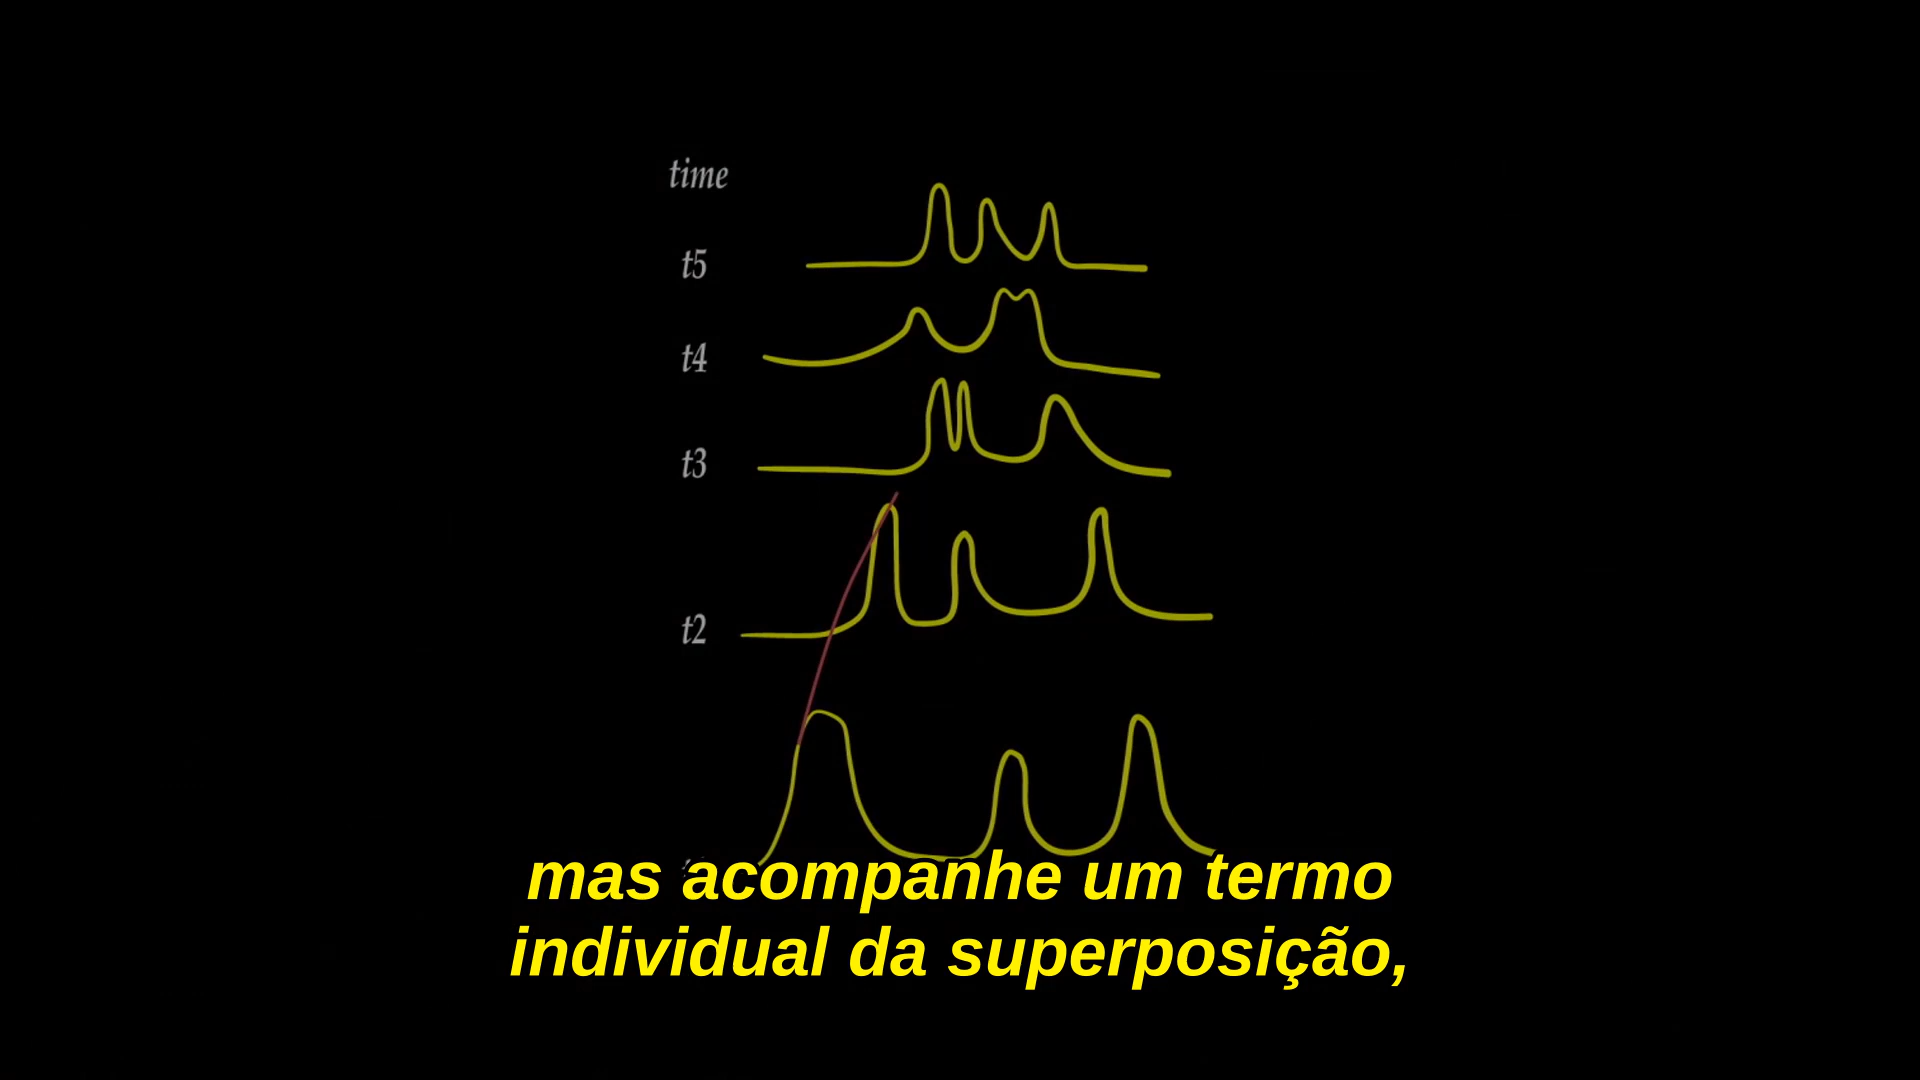 time
t5
t4
t3
t2
mas acompanhe um termo
individual da superposição,